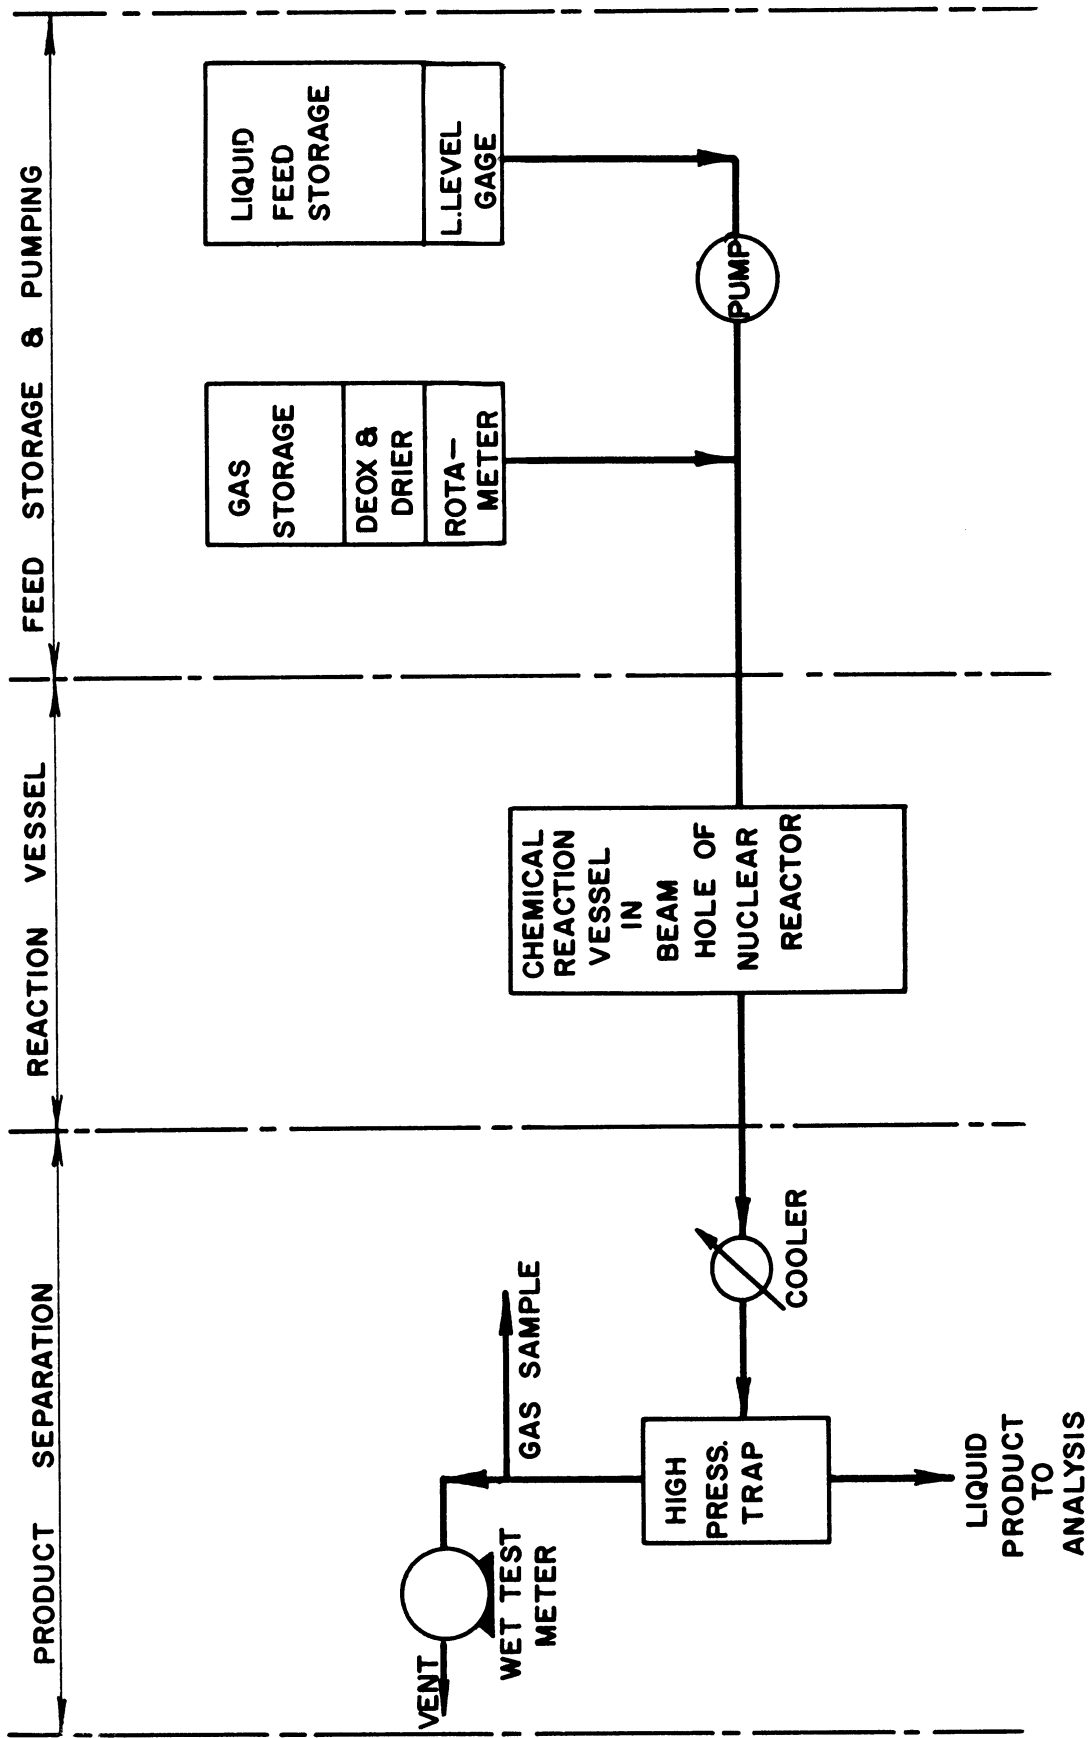 PRODUCT SEPARATION
REACTION VESSEL
FEED STORAGE & PUMPING
VENT
WET TEST
METER
GAS SAMPLE
HIGH
PRESS.
TRAP
LIQUID
PRODUCT
TO
ANALYSIS
COOLER
CHEMICAL
REACTION
VESSEL
IN
BEAM
HOLE OF
NUCLEAR
REACTOR
GAS
STORAGE
DEOX &
DRIER
ROTA—
METER
LIQUID
FEED
STORAGE
L.LEVEL
GAGE
PUMP